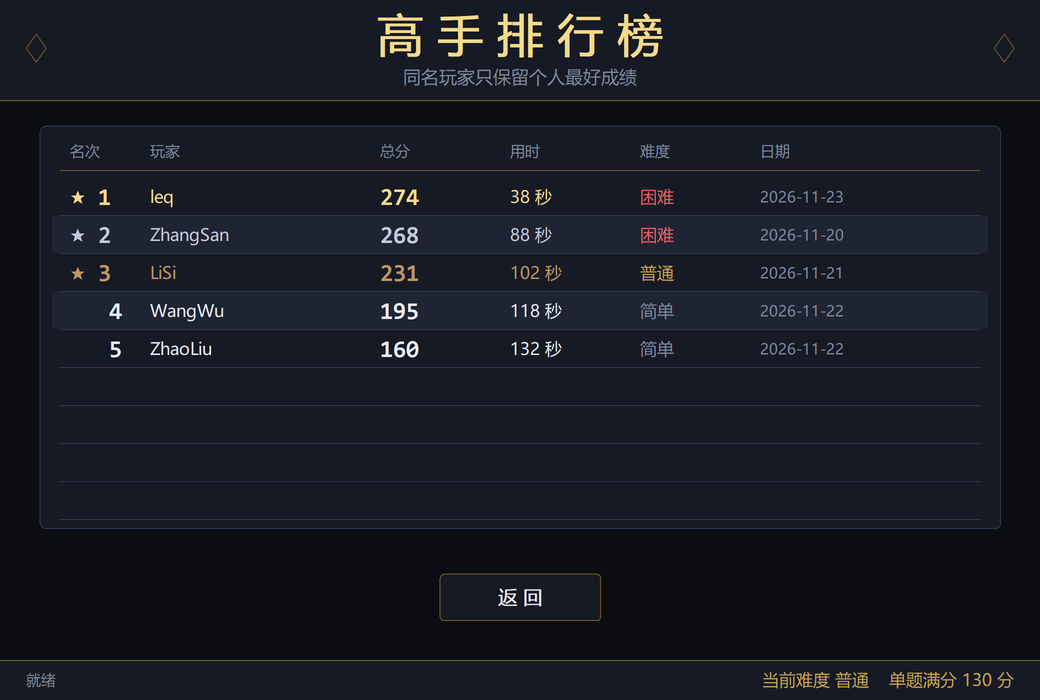 高手排行榜
同名玩家只保留个人最好成绩
名次 玩家 总分 用时 难度 日期
★ 1 leq 274 38 秒 困难 2026-11-23
★ 2 ZhangSan 268 88 秒 困难 2026-11-20
★ 3 LiSi 231 102 秒 普通 2026-11-21
4 WangWu 195 118 秒 简单 2026-11-22
5 ZhaoLiu 160 132 秒 简单 2026-11-22
返回
就绪 当前难度 普通 单题满分 130 分